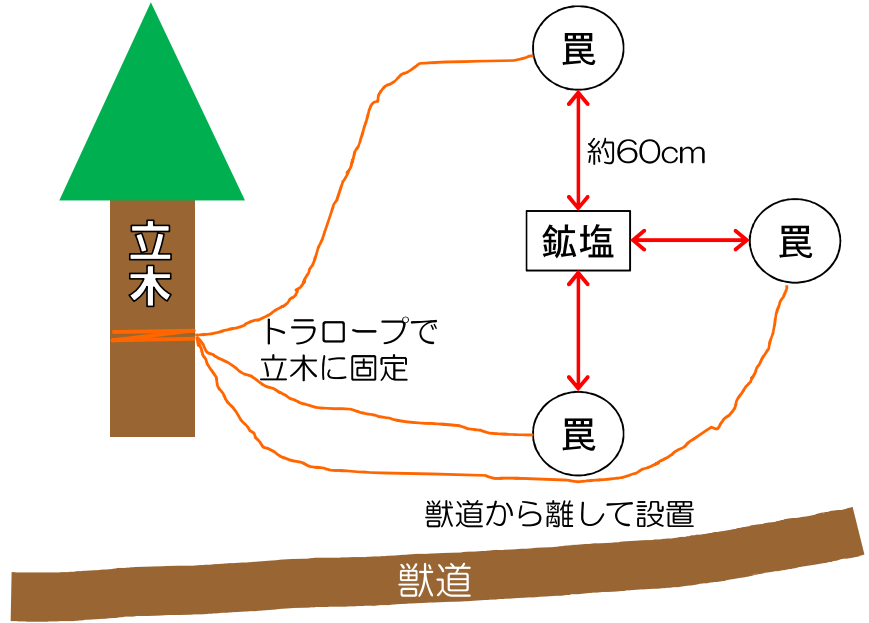 罠
約60cm
鉱塩
罠
立木
トラロープで
立木に固定
罠
獣道から離して設置
獣道